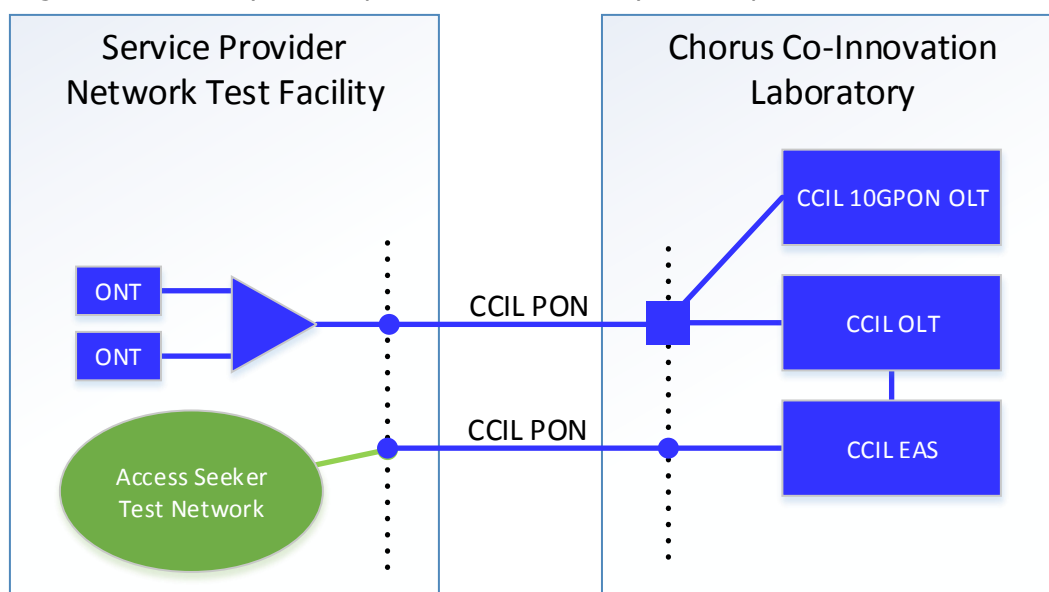 Service Provider
Network Test Facility
Chorus Co-Innovation
Laboratory
CCIL 10GPON OLT
ONT
ONT
CCIL PON
CCIL OLT
CCIL PON
CCIL EAS
Access Seeker
Test Network